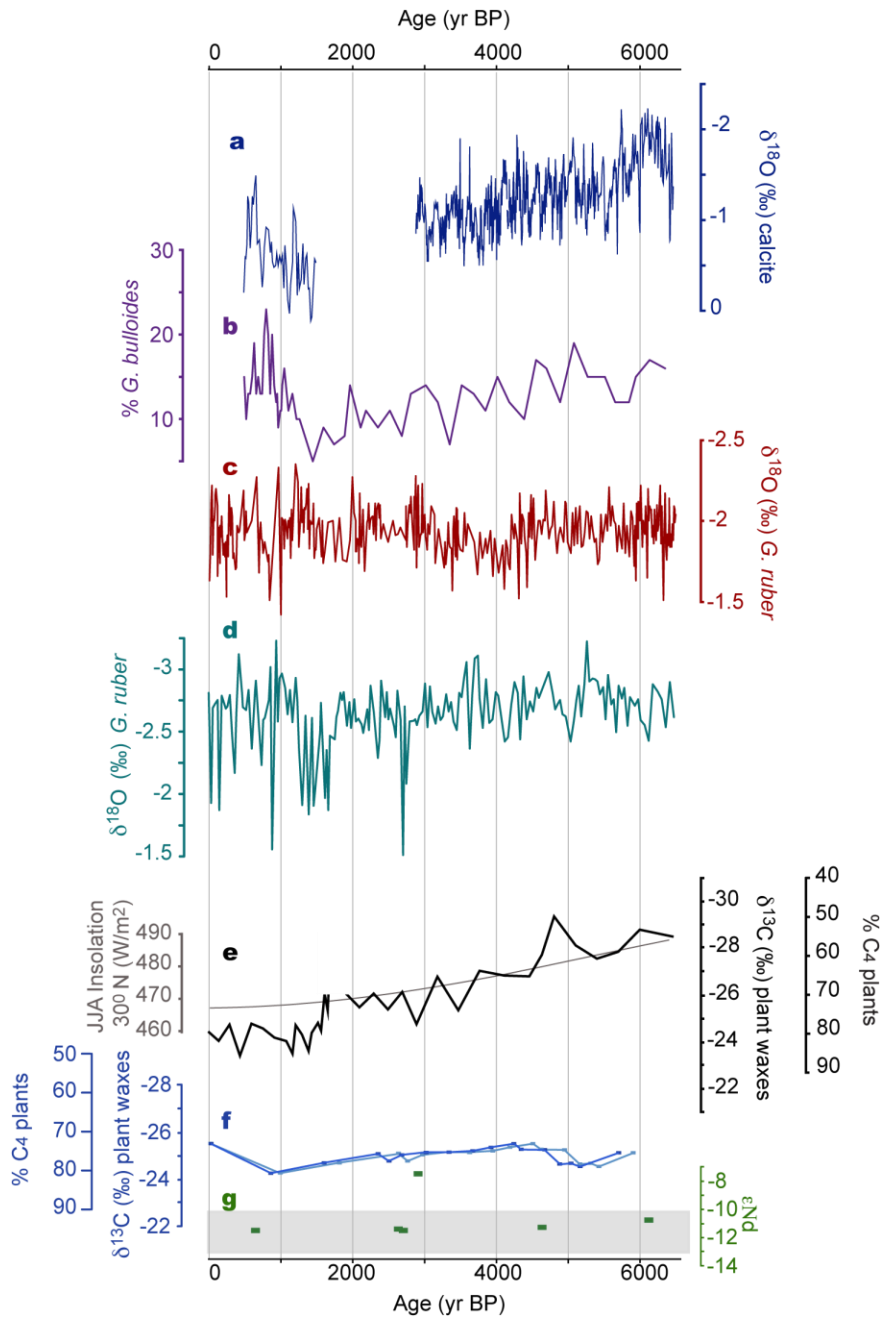 Age (yr BP)
0 2000 4000 6000
a
-2
-1
0
δ18O (‰) calcite
30
20
10
% G. bulloides
b
c
-2.5
-2
-1.5
δ18O (‰) G. ruber
d
-3
-2.5
-2
-1.5
δ18O (‰) G. ruber
e
490
480
470
460
JJA Insolation
30⁰ N (W/m2)
-30
-28
-26
-24
-22
δ13C (‰) plant waxes
40
50
60
70
80
90
% C4 plants
f
50
60
70
80
90
% C4 plants
-28
-26
-24
-22
δ13C (‰) plant waxes
g
-8
-10
-12
-14
εNd
0 2000 4000 6000
Age (yr BP)